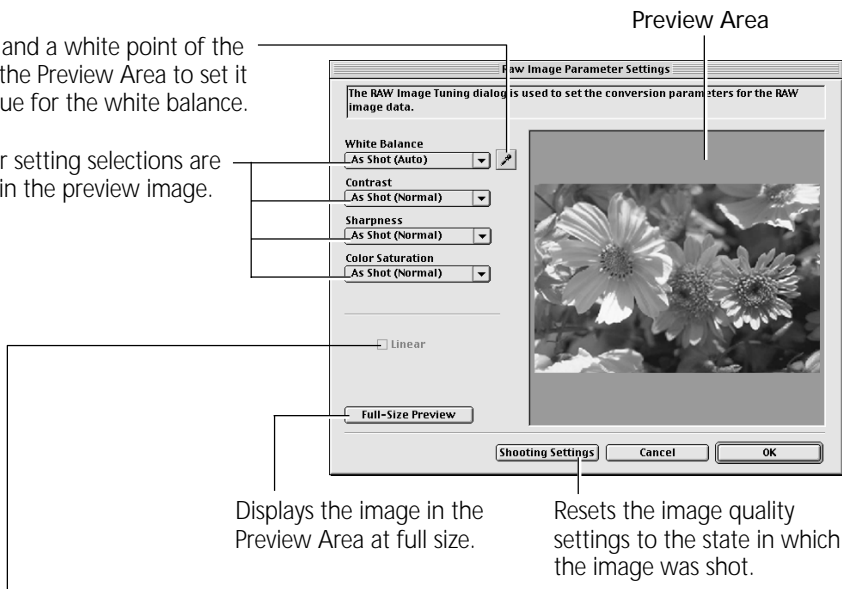 Preview Area
and a white point of the
the Preview Area to set it
ue for the white balance.
r setting selections are
in the preview image.
Raw Image Parameter Settings
The RAW Image Tuning dialog is used to set the conversion parameters for the RAW
image data.
White Balance
As Shot (Auto)
Contrast
As Shot (Normal)
Sharpness
As Shot (Normal)
Color Saturation
As Shot (Normal)
Linear
Full-Size Preview
Shooting Settings
Cancel
OK
Displays the image in the
Preview Area at full size.
Resets the image quality
settings to the state in which
the image was shot.